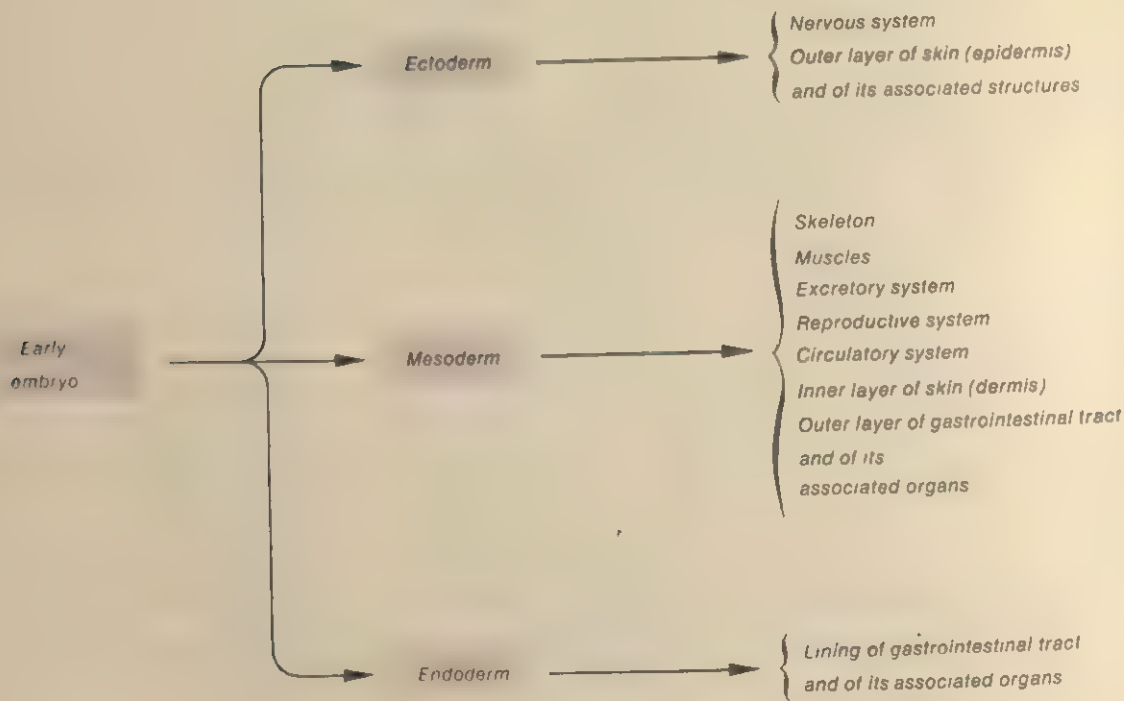 Early
embryo
Ectoderm
Nervous system
Outer layer of skin (epidermis)
and of its associated structures
Mesoderm
Skeleton
Muscles
Excretory system
Reproductive system
Circulatory system
Inner layer of skin (dermis)
Outer layer of gastrointestinal tract
and of its
associated organs
Endoderm
Lining of gastrointestinal tract
and of its associated organs